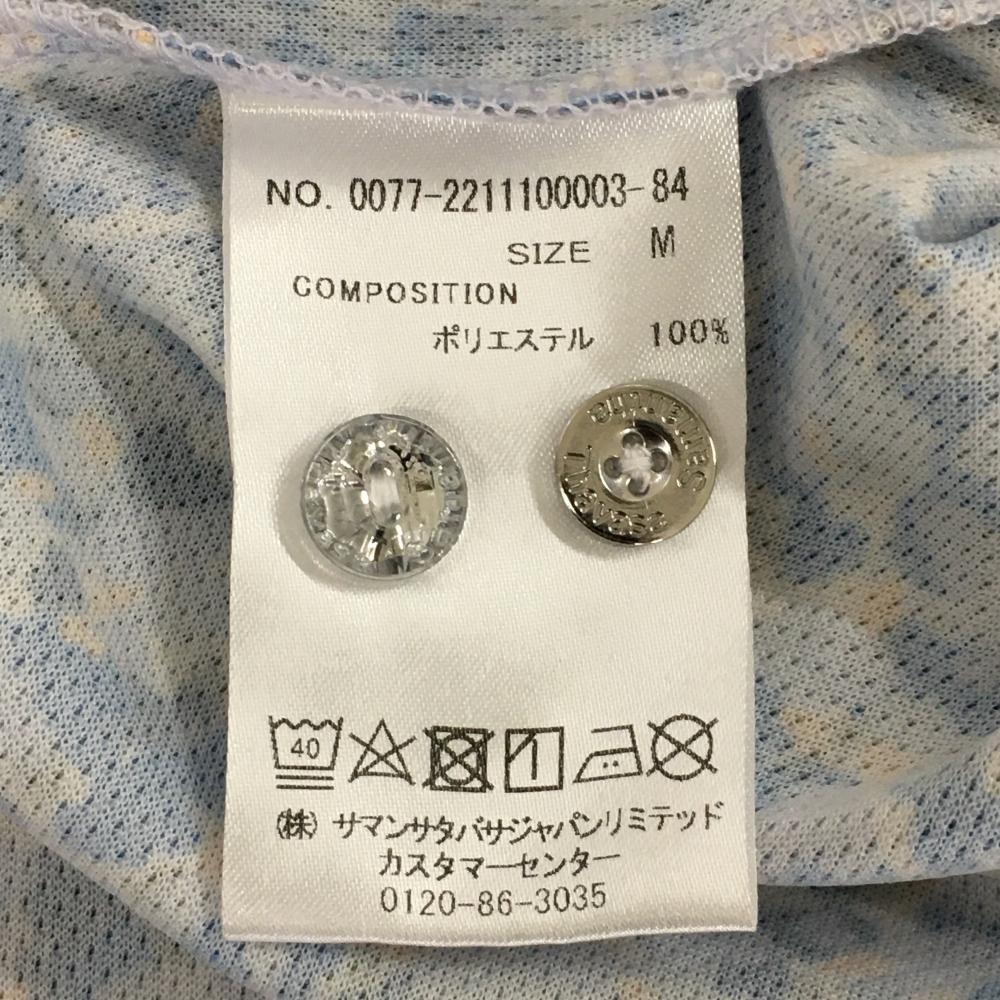 NO. 0077-2211100003-84
SIZE M
COMPOSITION
ポリエステル 100%
Samantha
Thavasa
40
㈱ サマンサタバサジャパンリミテッド
カスタマーセンター
0120-86-3035